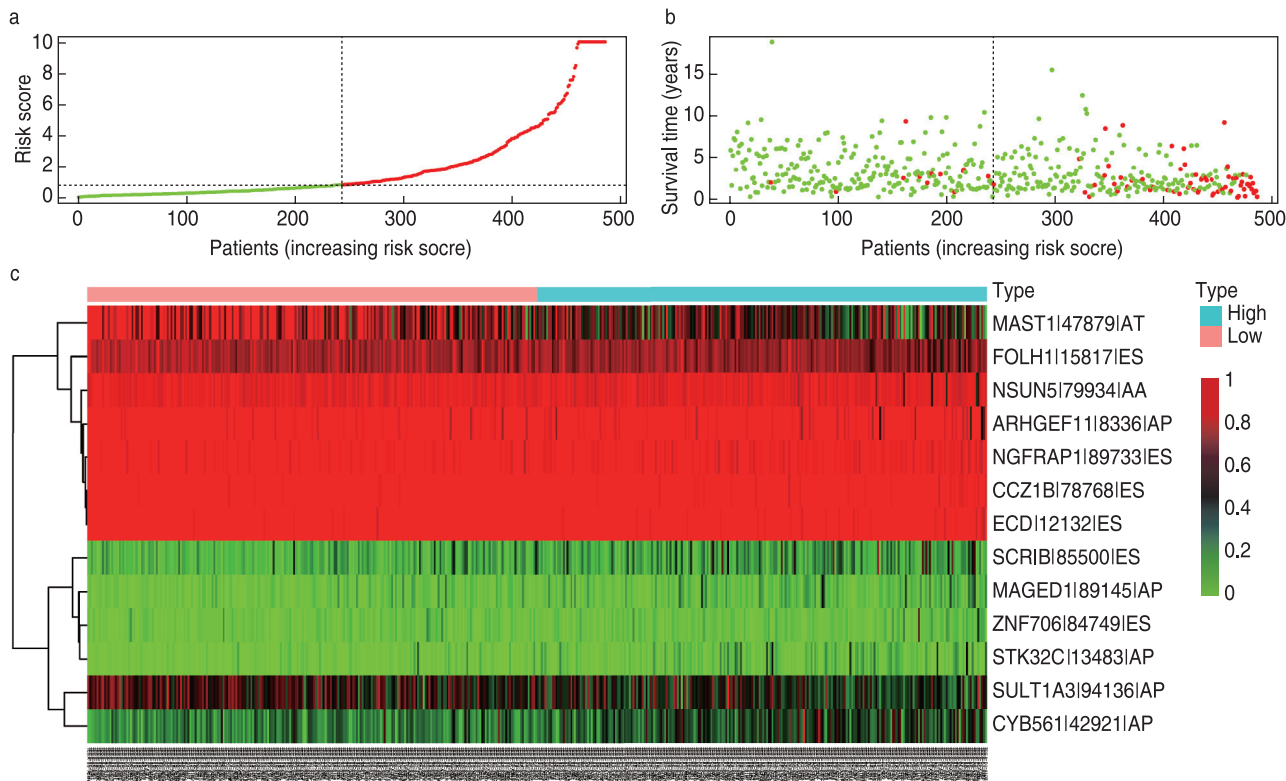 a
10
8
6
4
2
0
Risk score
0 100 200 300 400 500
Patients (increasing risk socre)
b
15
10
5
0
Survival time (years)
0 100 200 300 400 500
Patients (increasing risk socre)
c
Type
MAST1|47879|AT
FOLH1|15817|ES
NSUN5|79934|AA
ARHGEF11|8336|AP
NGFRAP1|89733|ES
CCZ1B|78768|ES
ECD|12132|ES
SCRIB|85500|ES
MAGED1|89145|AP
ZNF706|84749|ES
STK32C|13483|AP
SULT1A3|94136|AP
CYB561|42921|AP
Type
High
Low
1
0.8
0.6
0.4
0.2
0